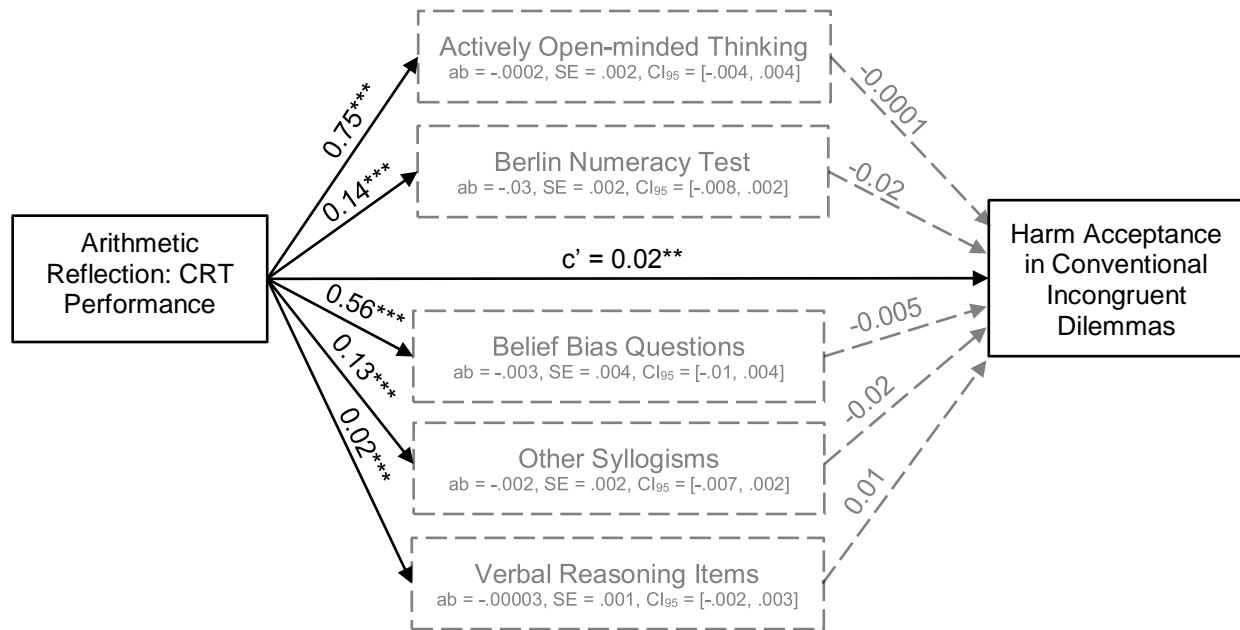 Actively Open-minded Thinking
ab = -.0002, SE = .002, CI₉₅ = [-.004, .004]
0.75***
-0.0001
Berlin Numeracy Test
ab = -.03, SE = .002, CI₉₅ = [-.008, .002]
0.14***
-0.02
Arithmetic
Reflection: CRT
Performance
c' = 0.02**
Harm Acceptance
in Conventional
Incongruent
Dilemmas
0.56***
-0.005
Belief Bias Questions
ab = -.003, SE = .004, CI₉₅ = [-.01, .004]
0.13***
-0.02
Other Syllogisms
ab = -.002, SE = .002, CI₉₅ = [-.007, .002]
0.02***
0.01
Verbal Reasoning Items
ab = -.00003, SE = .001, CI₉₅ = [-.002, .003]